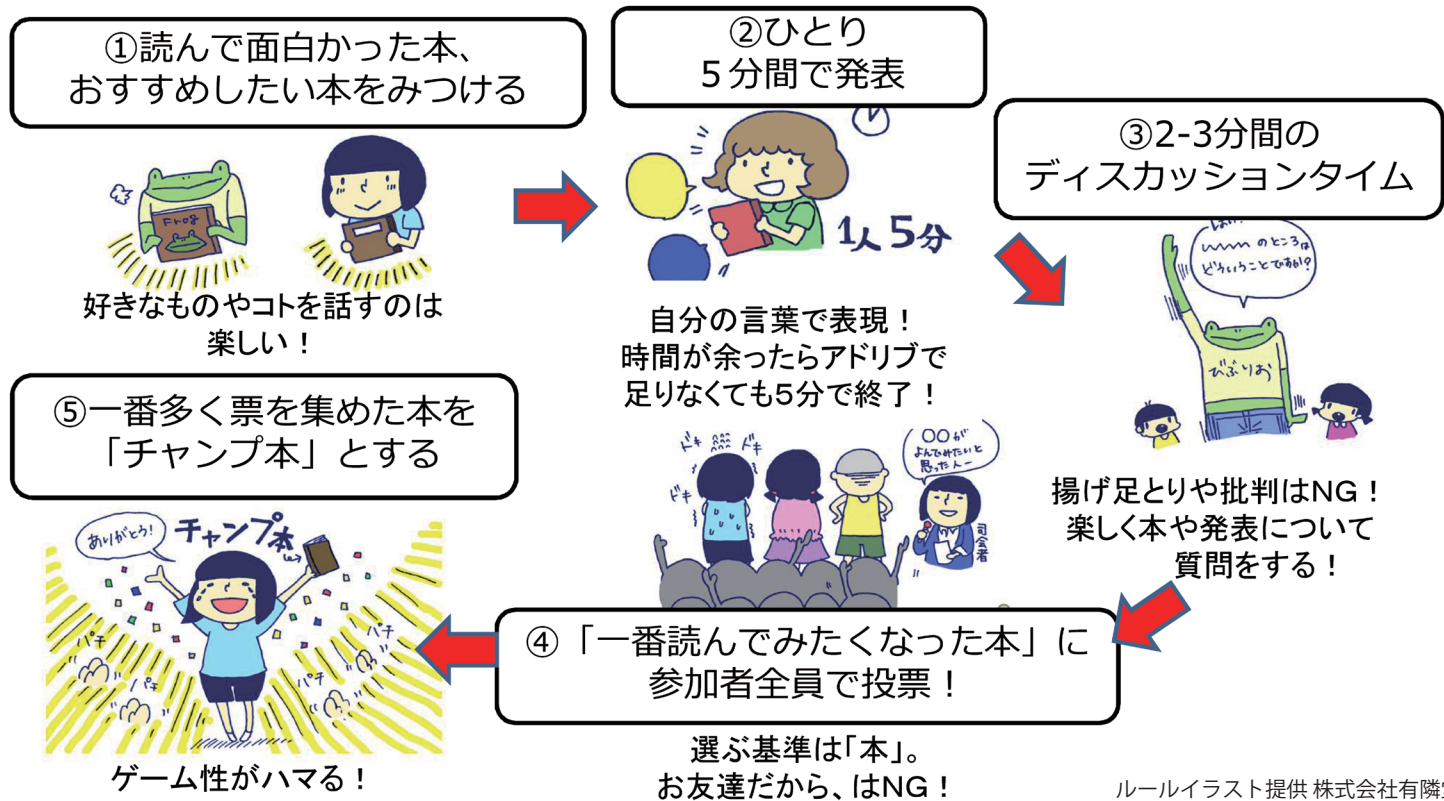 ①読んで面白かった本、
おすすめしたい本をみつける
Frog
好きなものやコトを話すのは
楽しい！
②ひとり
５分間で発表
1人5分
自分の言葉で表現！
時間が余ったらアドリブで
足りなくても５分で終了！
③2-3分間の
ディスカッションタイム
はい!
のところは
どういうことですか?
びぶりお
揚げ足とりや批判はNG！
楽しく本や発表について
質問をする！
ドキ
ドキ
ドキ
〇〇が
よんでみたいと
思った人ー
司会者
④「一番読んでみたくなった本」に
参加者全員で投票！
選ぶ基準は「本」。
お友達だから、はNG！
⑤一番多く票を集めた本を
「チャンプ本」とする
ありがとう!
チャンプ本
パチ
パチ
パチ
パチ
ゲーム性がハマる！
ルールイラスト提供 株式会社有隣